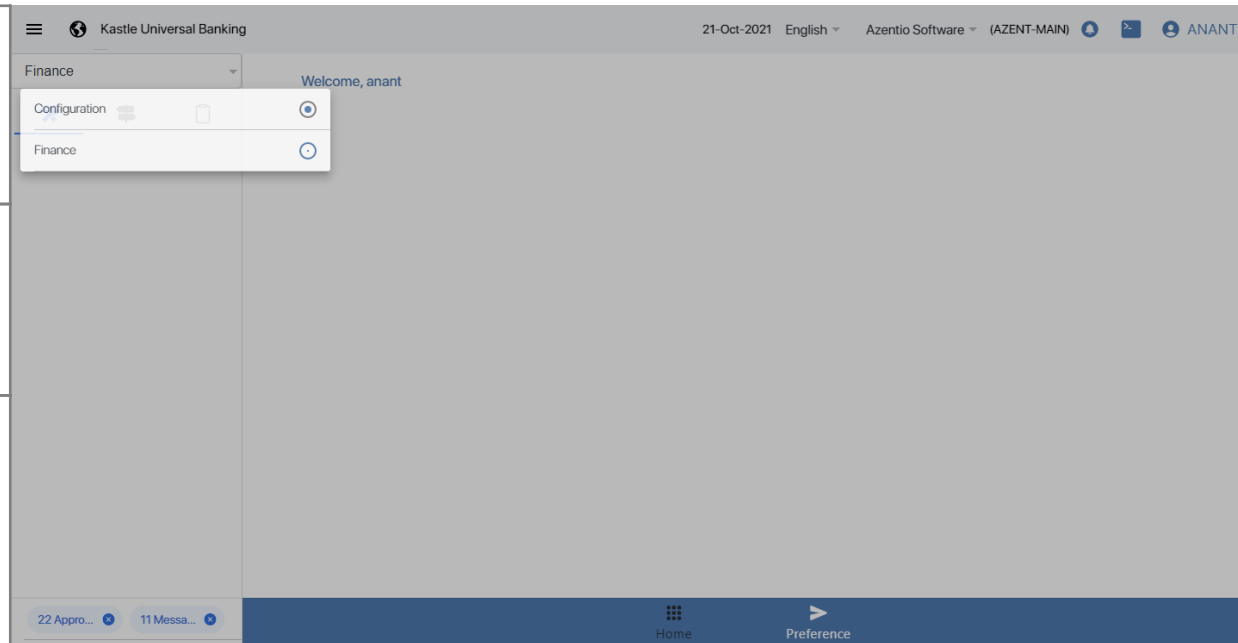 Kastle Universal Banking 21-Oct-2021 English Azentio Software (AZENT-MAIN) ANANT
Finance
Welcome, anant
Configuration
Finance
22 Appro... 11 Messa...
Home Preference